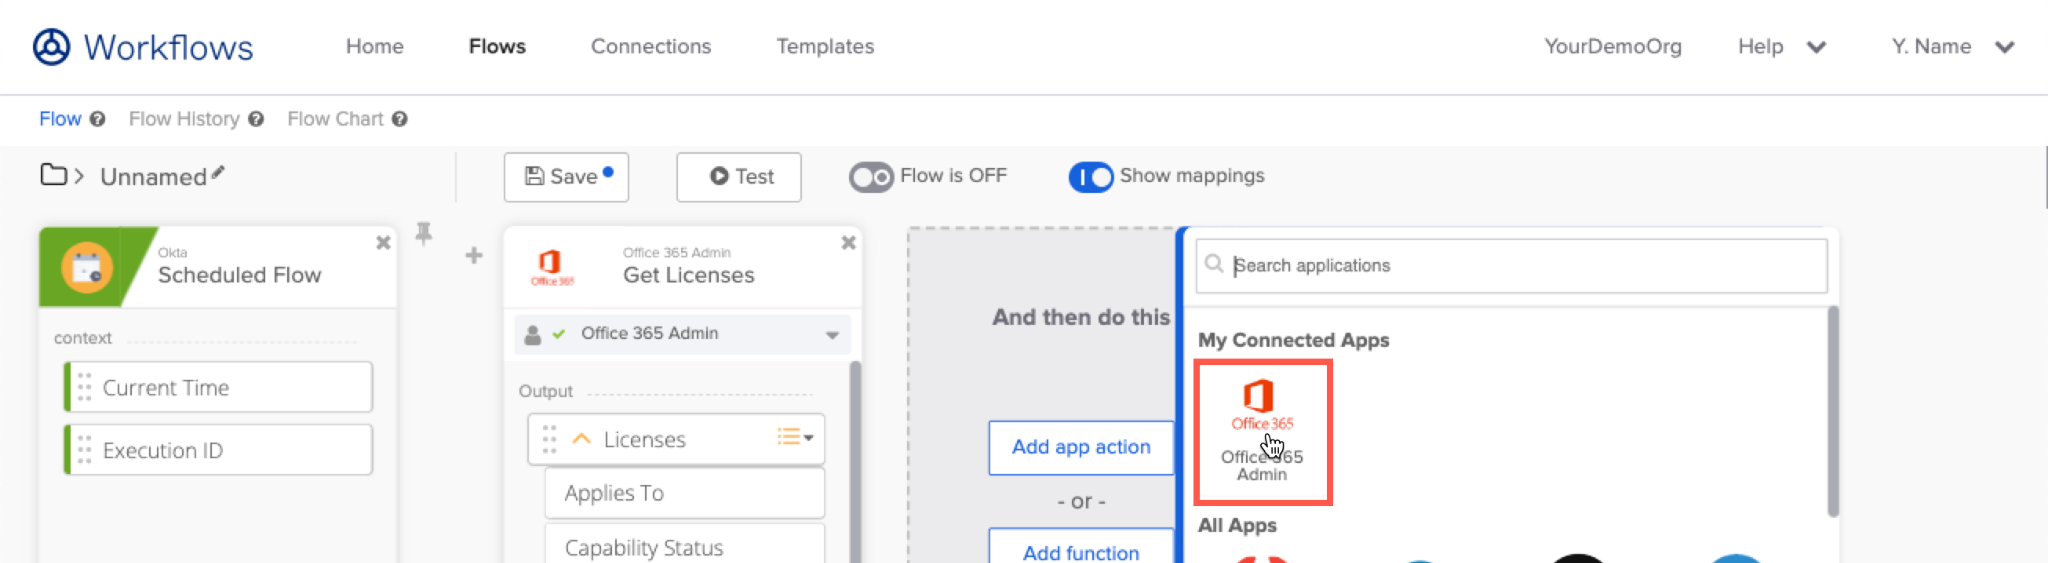 Workflows Home Flows Connections Templates YourDemoOrg Help Y. Name
Flow ? Flow History ? Flow Chart ?
Unnamed Save Test Flow is OFF Show mappings
Okta
Scheduled Flow
context
Current Time
Execution ID
Office 365
Office 365 Admin
Get Licenses
Office 365 Admin
Output
Licenses
Applies To
Capability Status
And then do this
Add app action
- or -
Add function
Search applications
My Connected Apps
Office 365
Office 365
Admin
All Apps